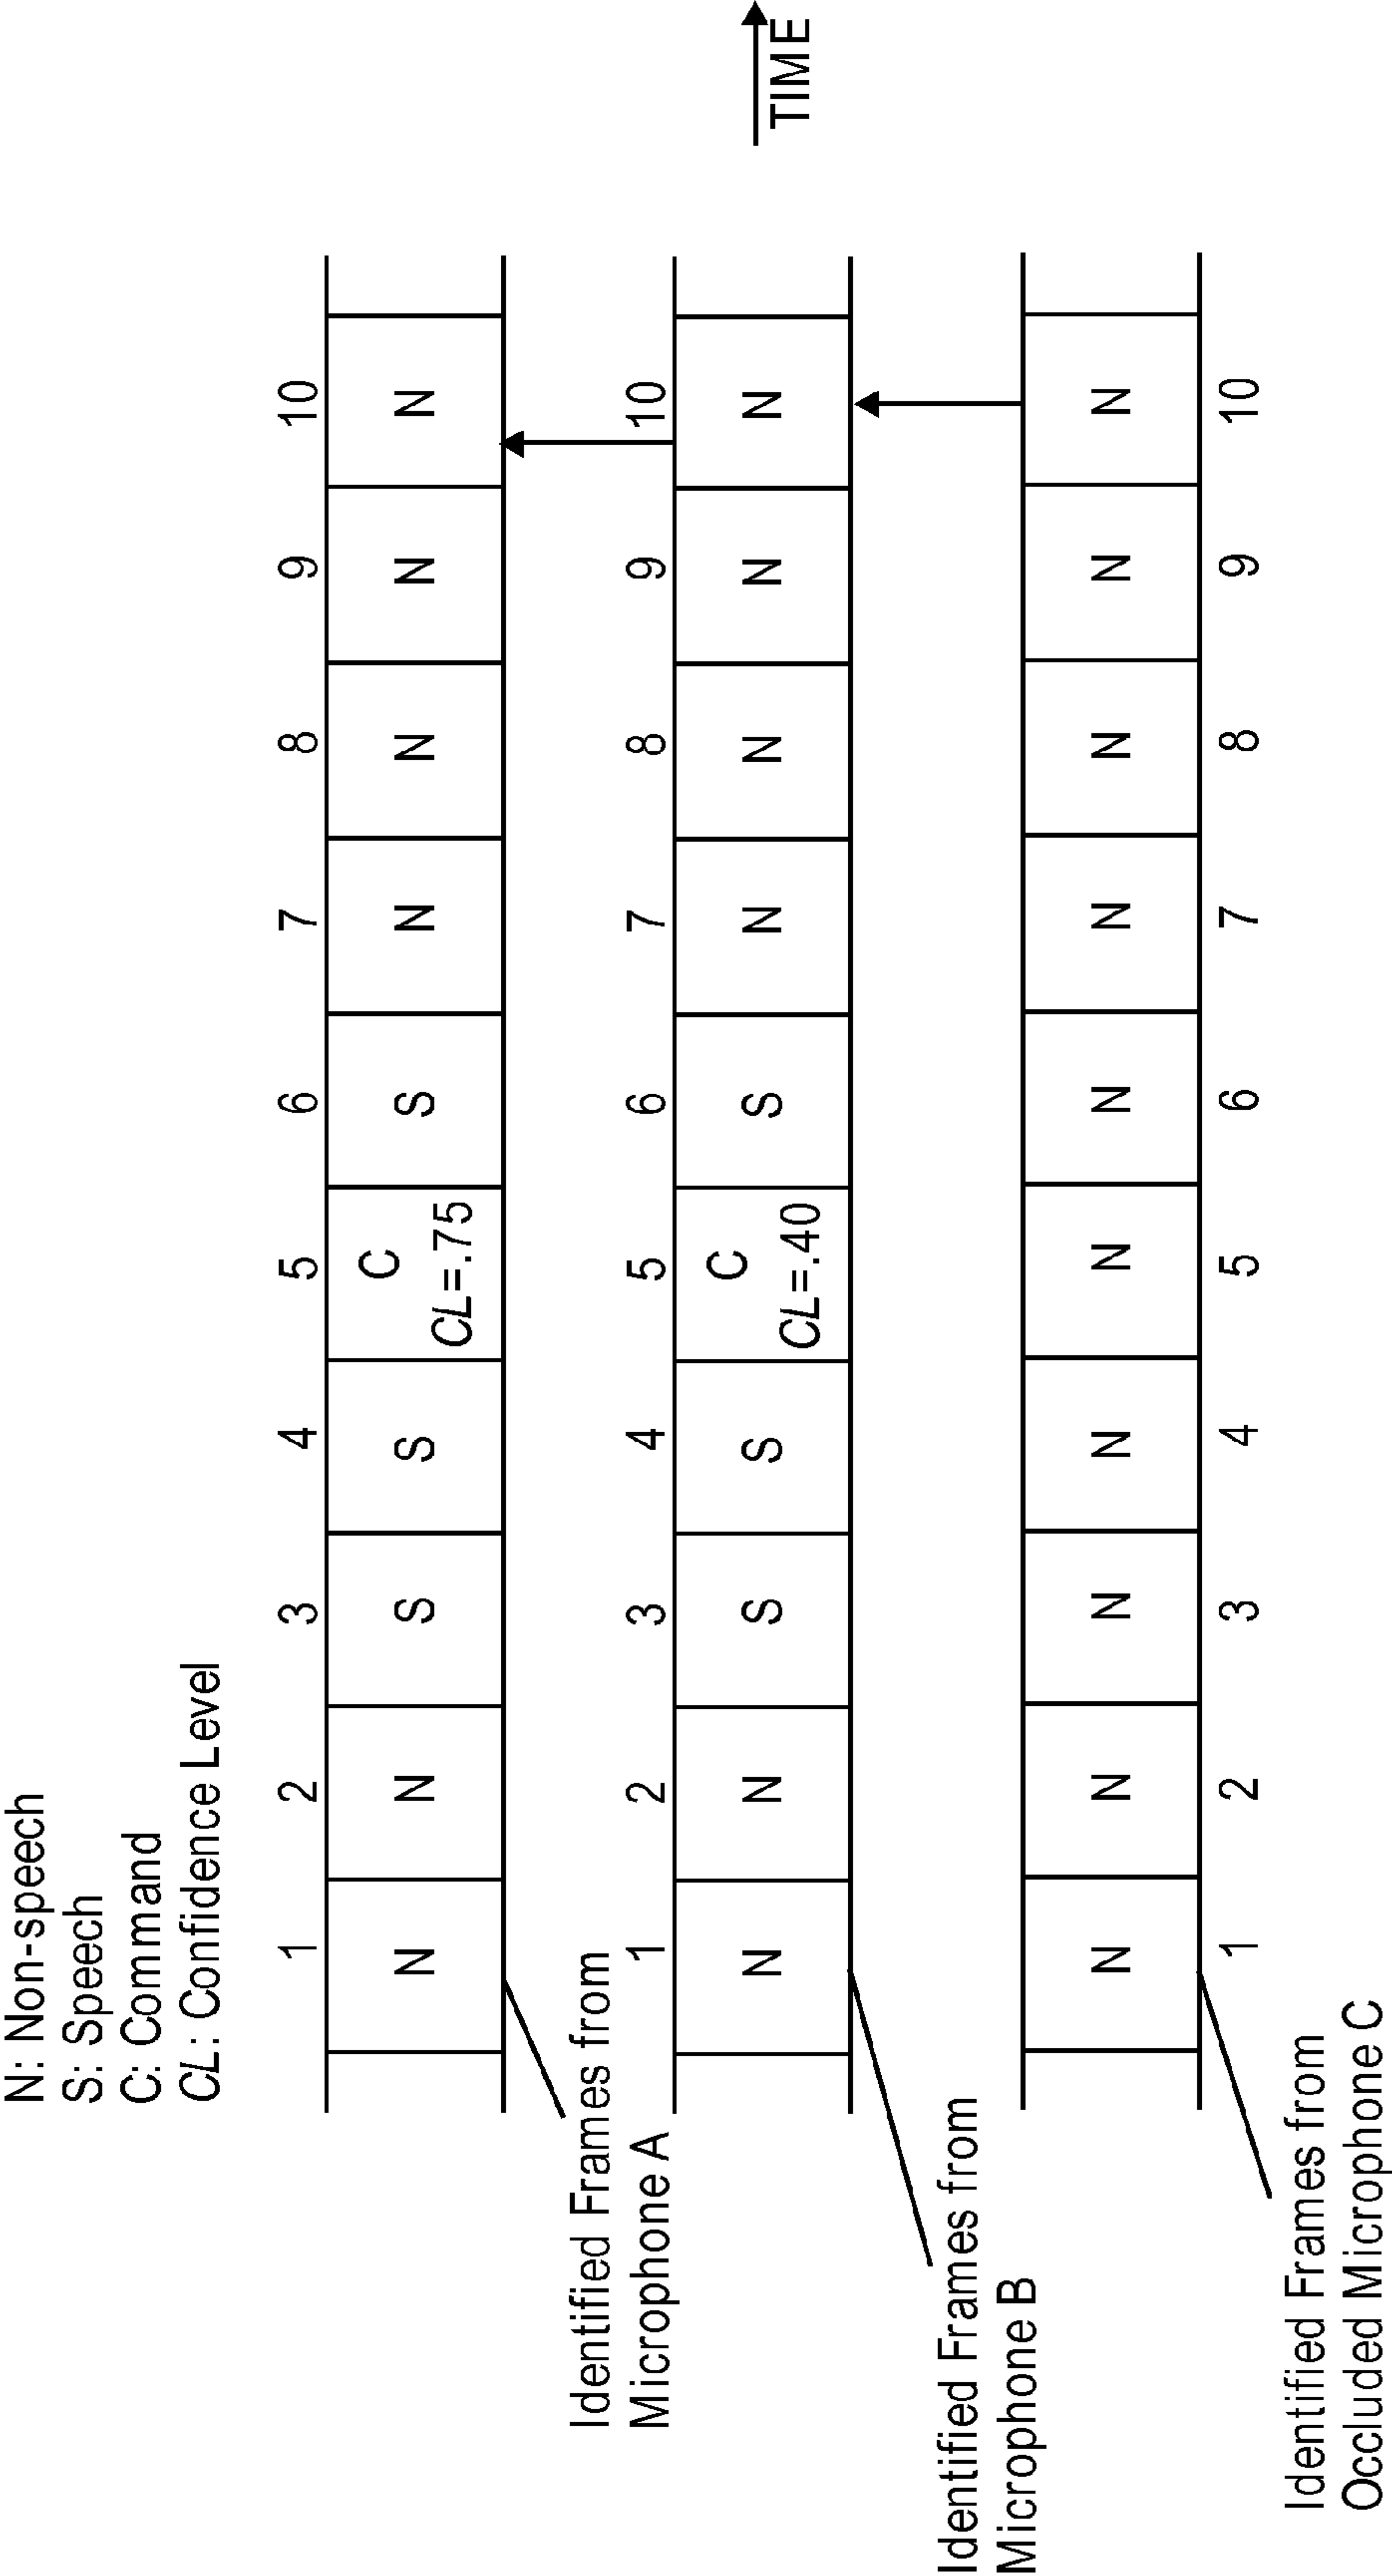 N: Non-speech
S: Speech
C: Command
CL: Confidence Level
1 2 3 4 5 6 7 8 9 10
N N S S C S N N N N
CL=.75
Identified Frames from
Microphone A
1 2 3 4 5 6 7 8 9 10
N N S S C S N N N N
CL=.40
TIME
Identified Frames from
Microphone B
N N N N N N N N N N
1 2 3 4 5 6 7 8 9 10
Identified Frames from
Occluded Microphone C